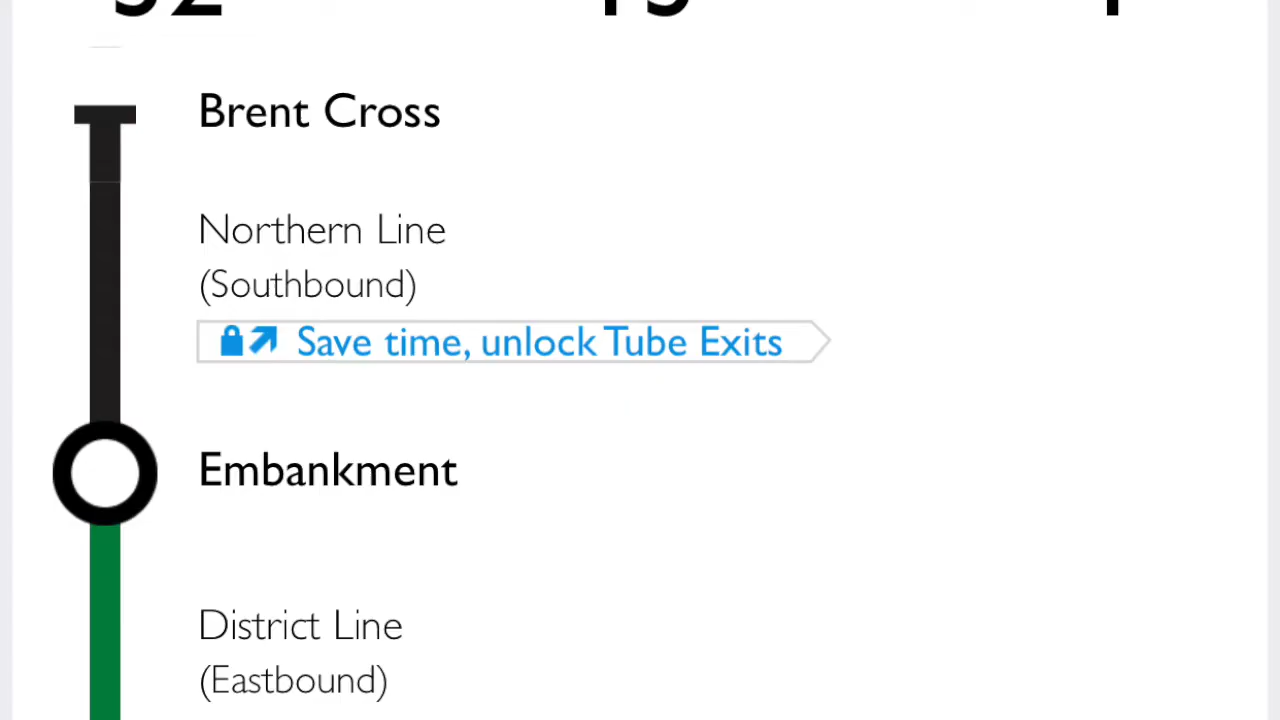 Brent Cross
Northern Line
(Southbound)
Save time, unlock Tube Exits
Embankment
District Line
(Eastbound)